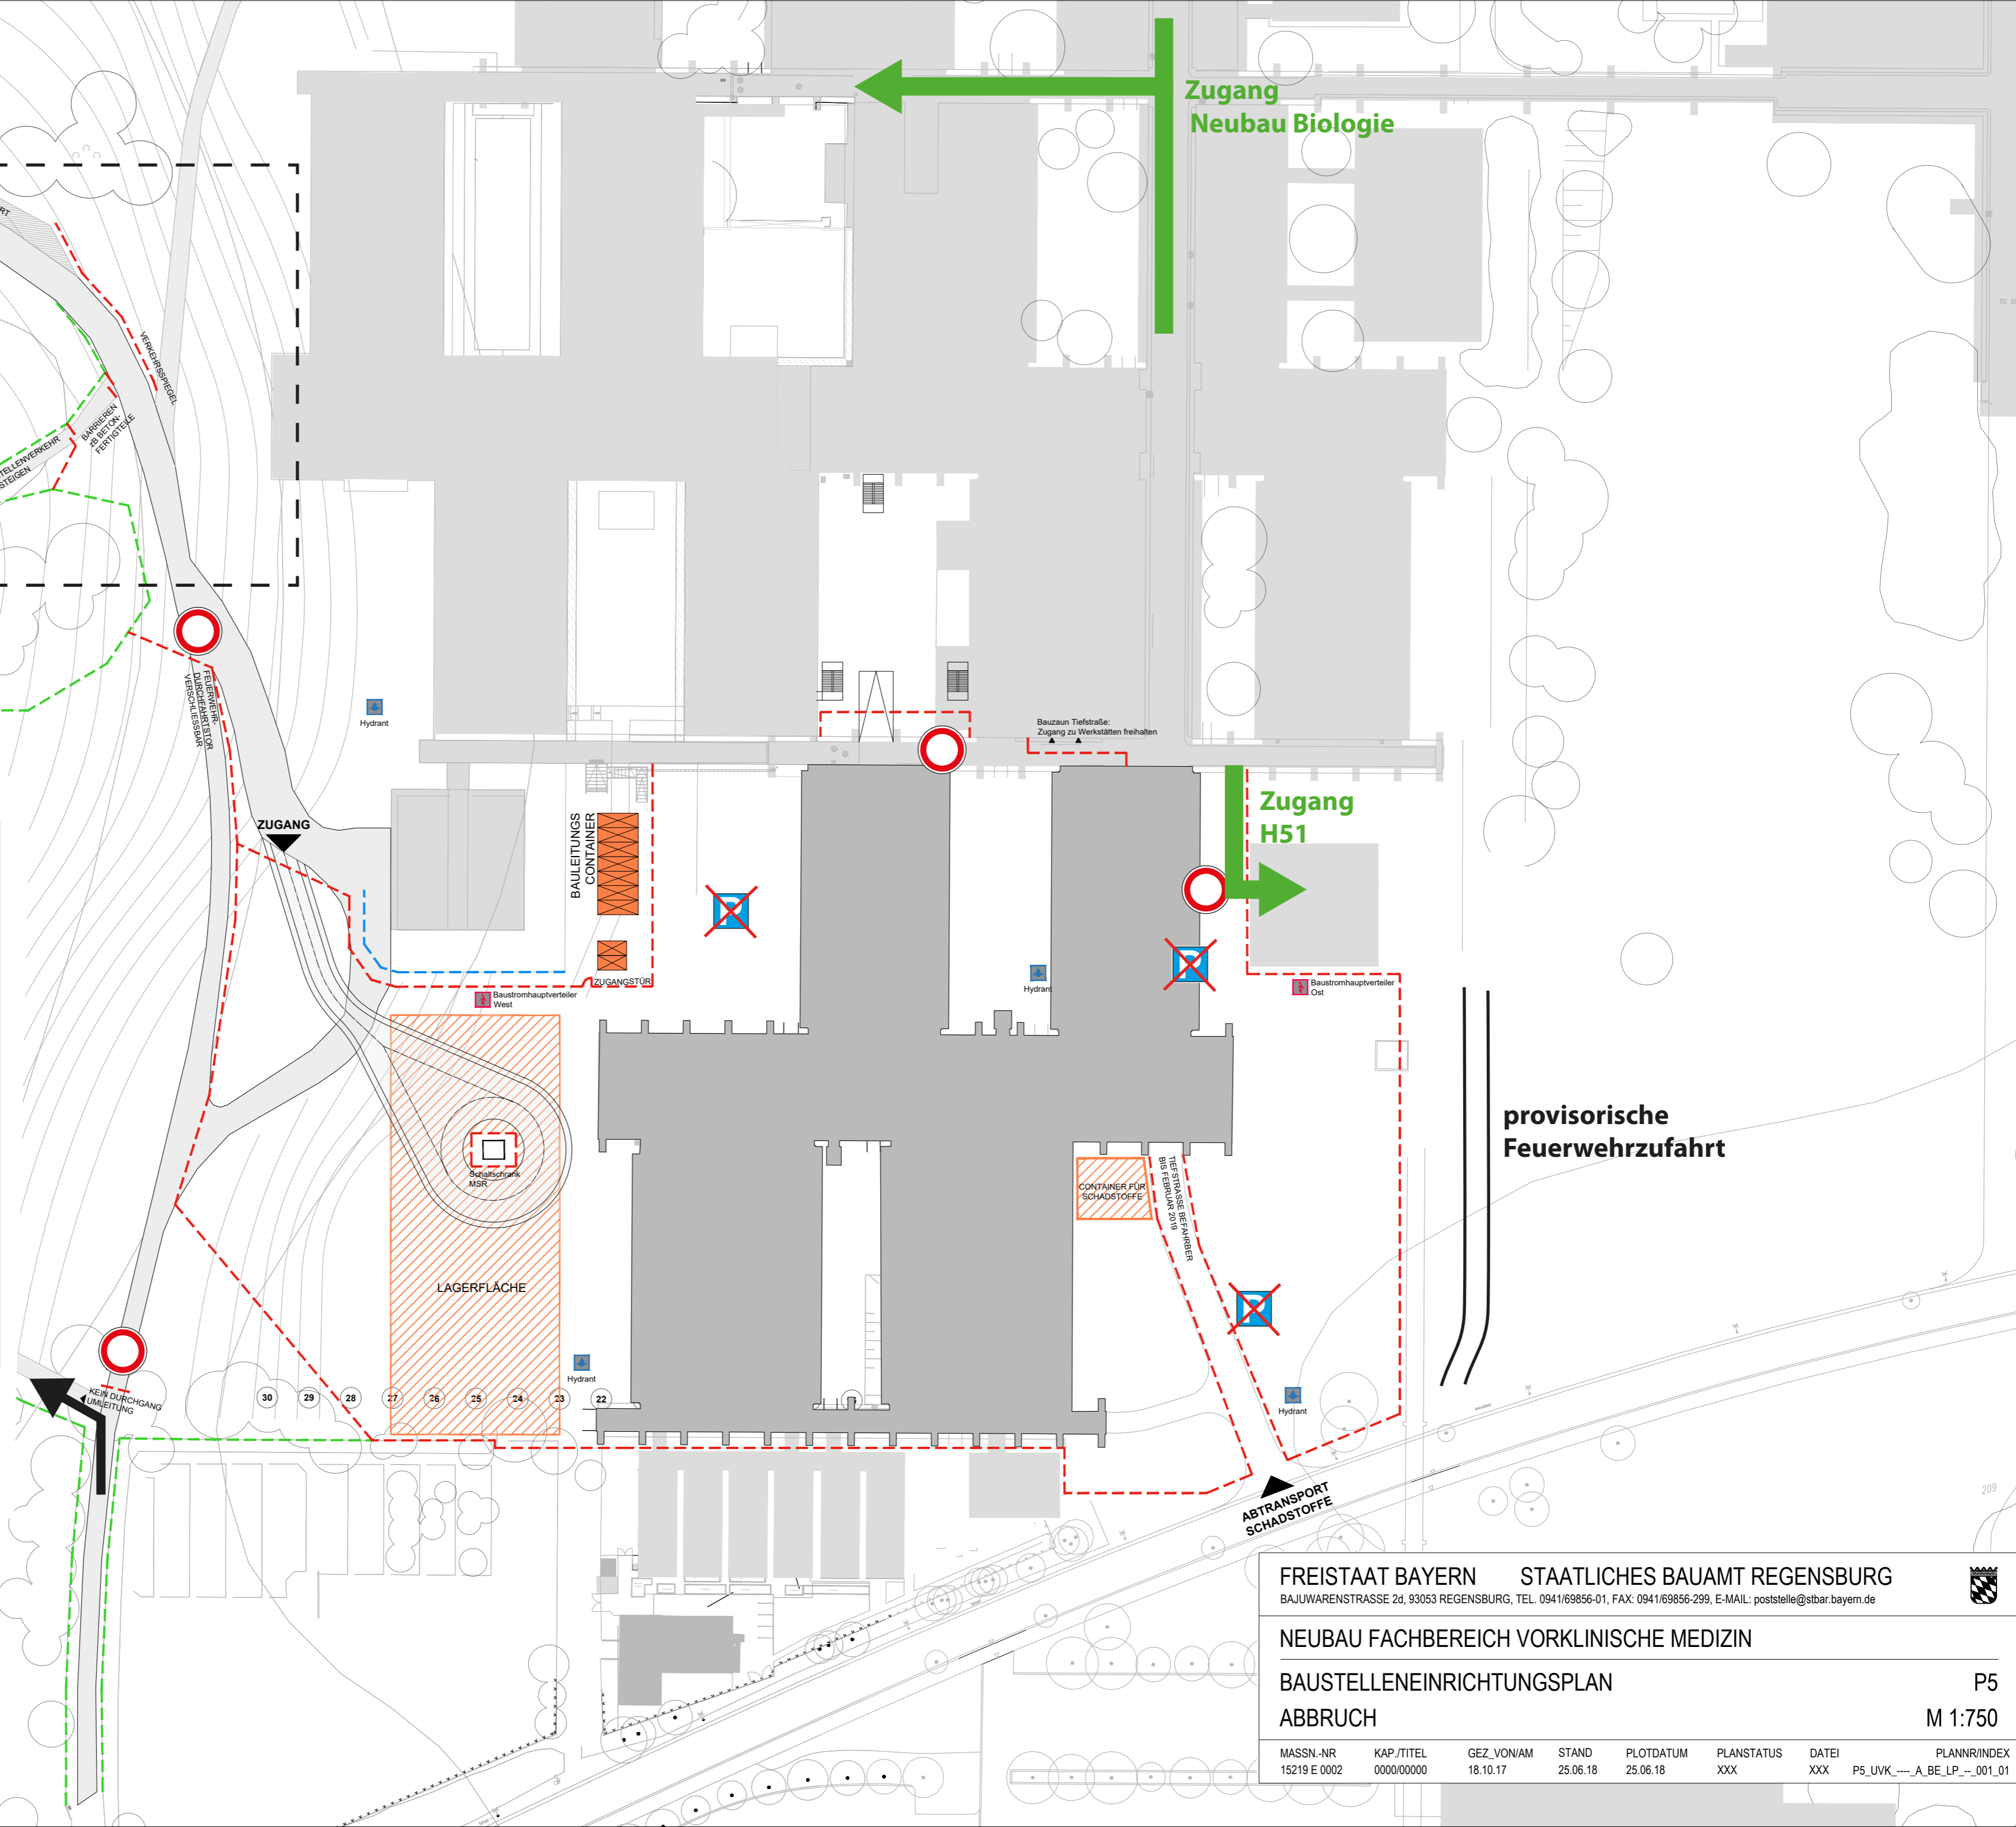 Zugang
Neubau Biologie
RT
VERKEHRSSPIEGEL
BARRIEREN
zB BETON-
FERTIGTEILE
TELLENVERKEHR
STEIGEN
FEUERWEHR-
DURCHFAHRTSTOR
VERSCHLIESSBAR
Hydrant
Bauzaun Tiefstraße:
Zugang zu Werkstätten freihalten
Zugang
H51
ZUGANG
BAULEITUNGS
CONTAINER
P
P
Hydrant
ZUGANGSTÜR
Baustromhauptverteiler
West
Baustromhauptverteiler
Ost
provisorische
Feuerwehrzufahrt
Schaltschrank
MSR
CONTAINER FÜR
SCHADSTOFFE
TIEFSTRASSE BEFAHRBER
BIS FEBRUAR 2019
LAGERFLÄCHE
P
Hydrant
Hydrant
KEIN DURCHGANG
UMLEITUNG
30 29 28 27 26 25 24 23 22
ABTRANSPORT
SCHADSTOFFE
209
FREISTAAT BAYERN STAATLICHES BAUAMT REGENSBURG
BAJUWARENSTRASSE 2d, 93053 REGENSBURG, TEL. 0941/69856-01, FAX: 0941/69856-299, E-MAIL: poststelle@stbar.bayern.de
NEUBAU FACHBEREICH VORKLINISCHE MEDIZIN
BAUSTELLENEINRICHTUNGSPLAN P5
ABBRUCH M 1:750
MASSN.-NR KAP./TITEL GEZ_VON/AM STAND PLOTDATUM PLANSTATUS DATEI PLANNR/INDEX
15219 E 0002 0000/00000 18.10.17 25.06.18 25.06.18 XXX XXX P5_UVK_----_A_BE_LP_--_001_01